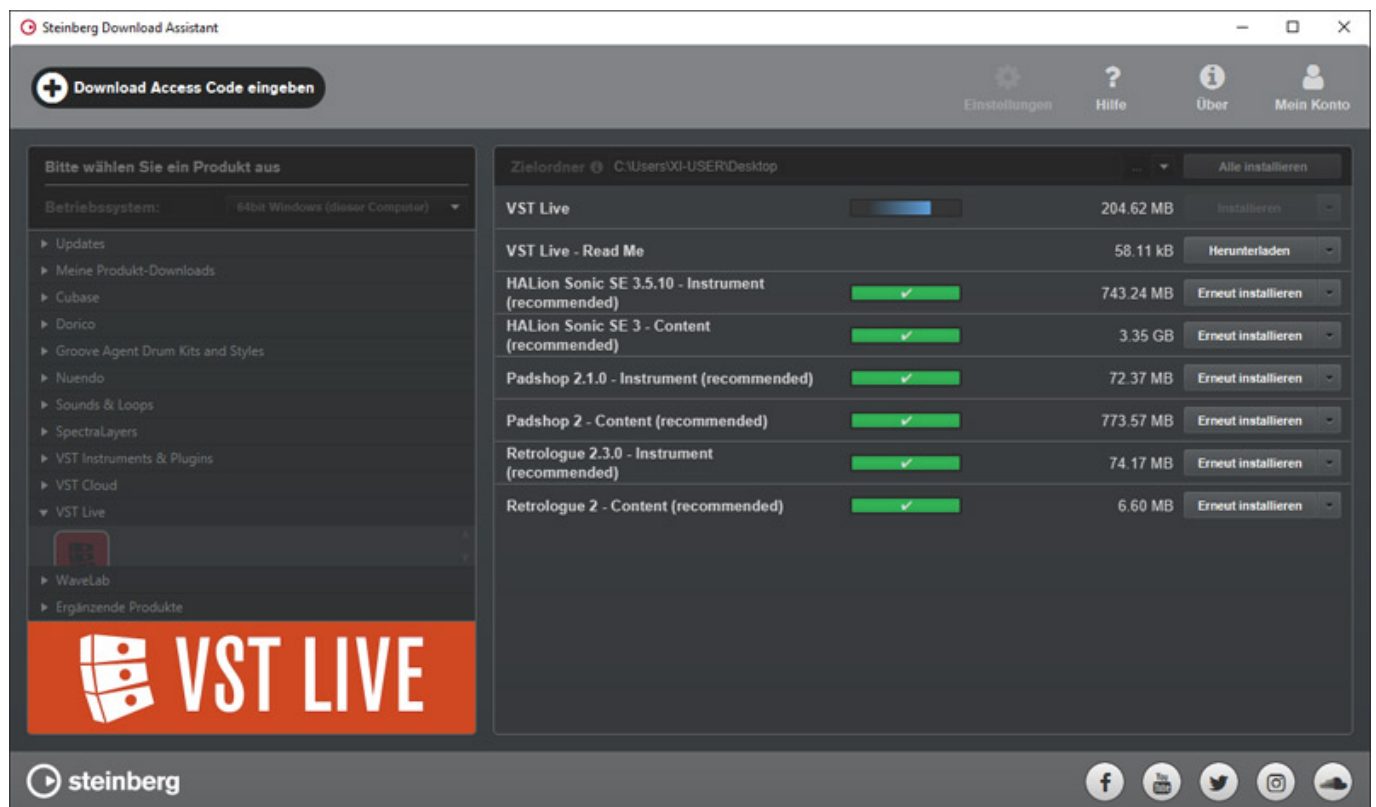 Steinberg Download Assistant
Download Access Code eingeben
Einstellungen
Hilfe
Über
Mein Konto
Bitte wählen Sie ein Produkt aus
Betriebssystem: 64bit Windows (dieser Computer)
Updates
Meine Produkt-Downloads
Cubase
Dorico
Groove Agent Drum Kits and Styles
Nuendo
Sounds & Loops
SpectraLayers
VST Instruments & Plugins
VST Cloud
VST Live
WaveLab
Ergänzende Produkte
VST LIVE
Zielordner C:\Users\XI-USER\Desktop ... Alle installieren
VST Live 204.62 MB Installieren
VST Live - Read Me 58.11 kB Herunterladen
HALion Sonic SE 3.5.10 - Instrument
(recommended) 743.24 MB Erneut installieren
HALion Sonic SE 3 - Content
(recommended) 3.35 GB Erneut installieren
Padshop 2.1.0 - Instrument (recommended) 72.37 MB Erneut installieren
Padshop 2 - Content (recommended) 773.57 MB Erneut installieren
Retrologue 2.3.0 - Instrument
(recommended) 74.17 MB Erneut installieren
Retrologue 2 - Content (recommended) 6.60 MB Erneut installieren
steinberg
You Tube